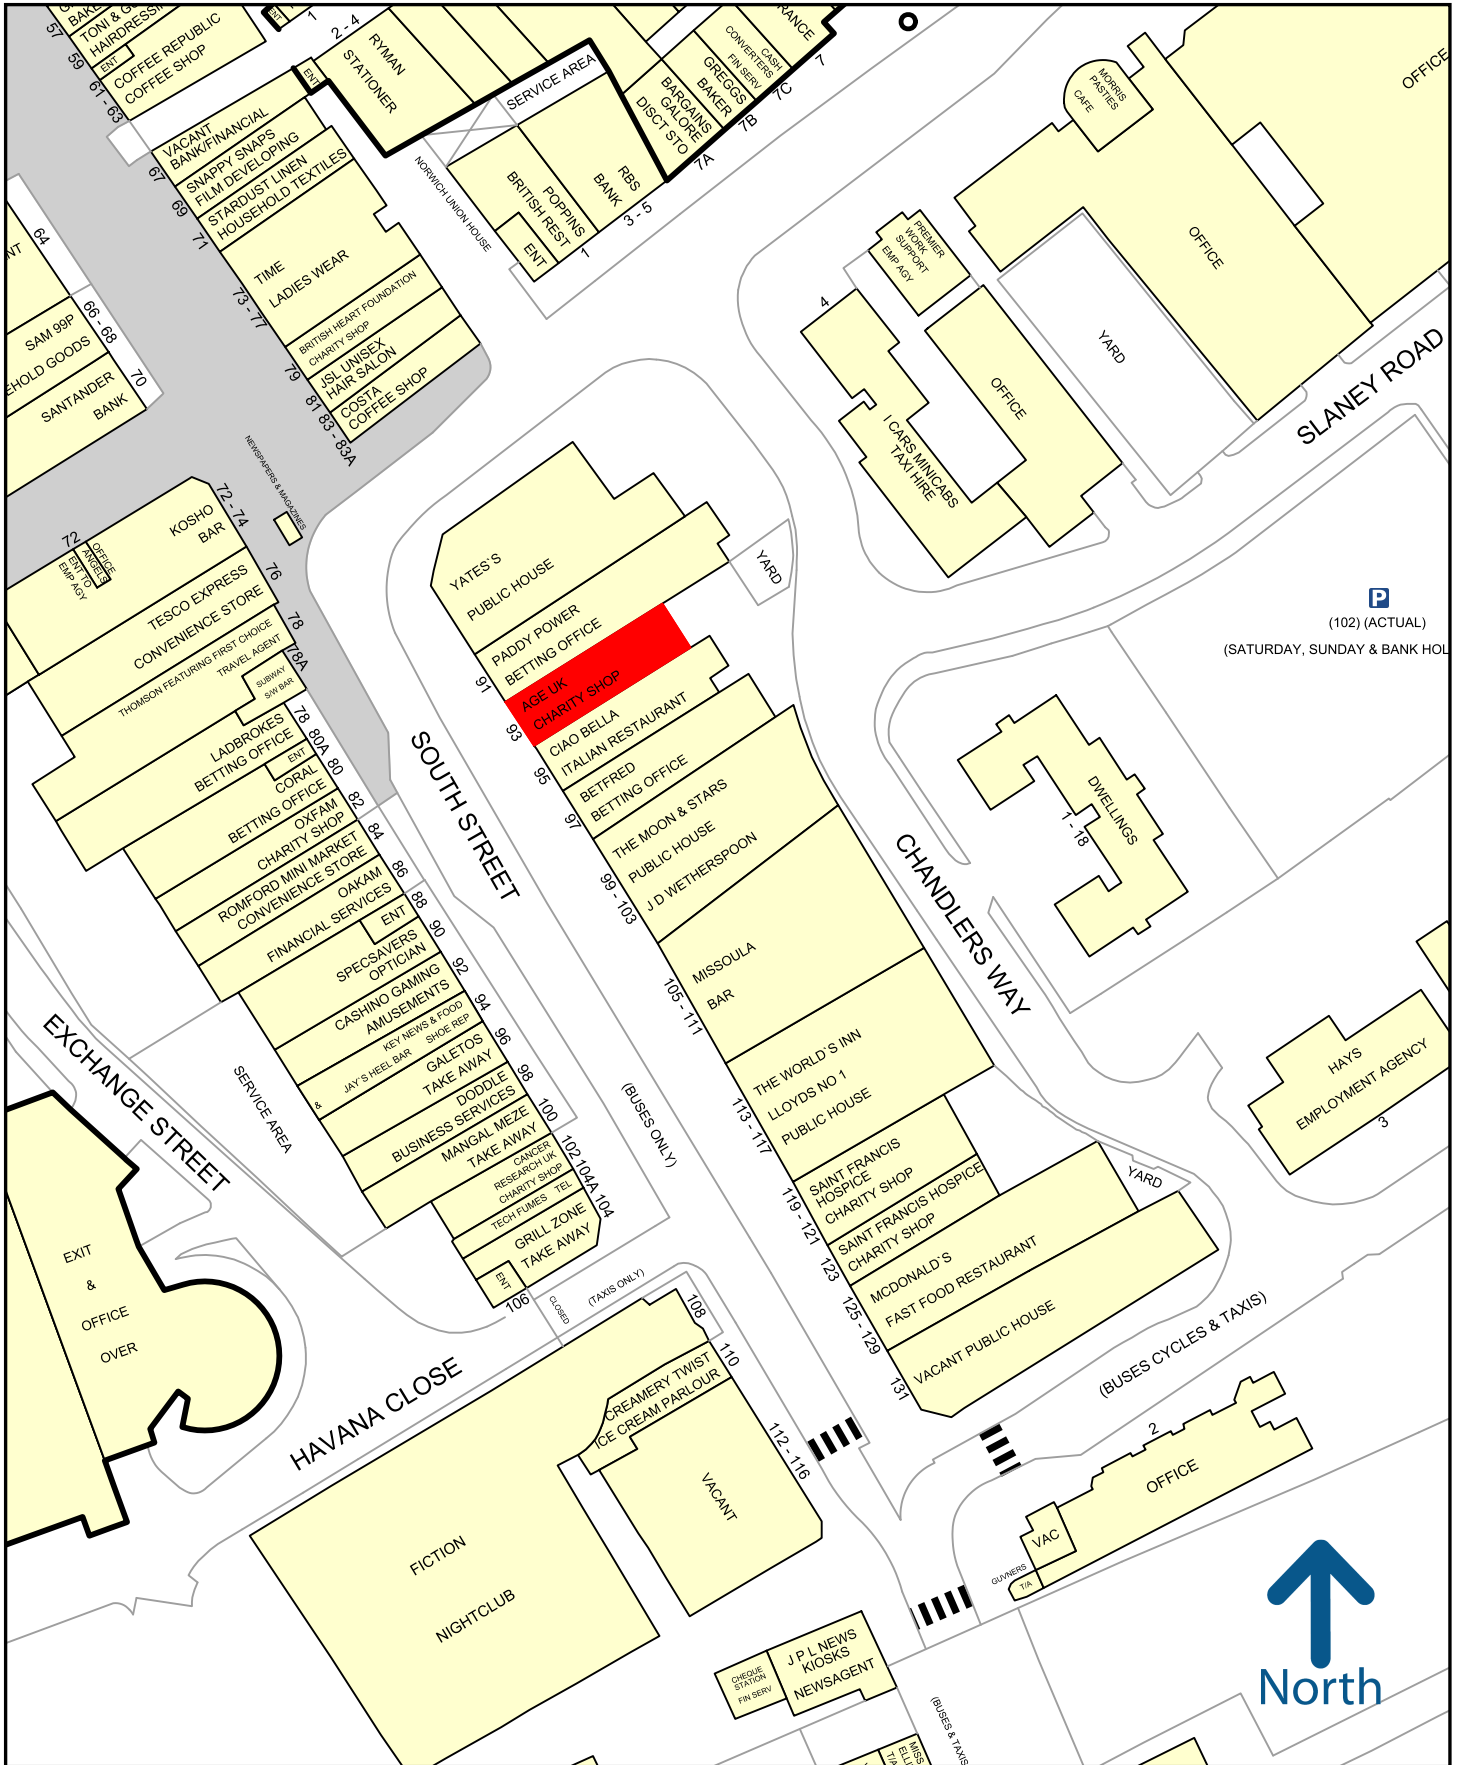 57
TONI & G
HAIRDRESSI
59
ENT
COFFEE REPUBLIC
COFFEE SHOP
61 - 63
ENT
1
2 - 4
RYMAN
STATIONER
ENT
SERVICE AREA
RANCE
7
CASH
CONVERTERS
FIN SERV
7C
GREGGS
BAKER
7B
BARGAINS
GALORE
DISCT STO
7A
MORRIS
PASTIES
CAFE
OFFICE
VACANT
BANK/FINANCIAL
67
SNAPPY SNAPS
FILM DEVELOPING
69
STARDUST LINEN
HOUSEHOLD TEXTILES
71
TIME
LADIES WEAR
73 - 77
BRITISH HEART FOUNDATION
CHARITY SHOP
79
JSL UNISEX
HAIR SALON
81
COSTA
COFFEE SHOP
83 - 83A
NORWICH UNION HOUSE
POPPINS
BRITISH REST
ENT
1
RBS
BANK
3 - 5
64
NT
66 - 68
SAM 99P
EHOLD GOODS
70
SANTANDER
BANK
PREMIER
WORK
SUPPORT
EMP AGY
4
OFFICE
YARD
OFFICE
I CARS MINICABS
TAXI HIRE
SLANEY ROAD
NEWSPAPERS & MAGAZINES
72 - 74
KOSHO
BAR
72
OFFICE
ANGELS
ENT TO
EMP AGY
76
TESCO EXPRESS
CONVENIENCE STORE
78
THOMSON FEATURING FIRST CHOICE
TRAVEL AGENT
78A
SUBWAY
S/W BAR
78
LADBROKES
BETTING OFFICE
80A
ENT
80
CORAL
BETTING OFFICE
82
OXFAM
CHARITY SHOP
84
ROMFORD MINI MARKET
CONVENIENCE STORE
86
OAKAM
FINANCIAL SERVICES
88
ENT
90
SPECSAVERS
OPTICIAN
92
CASHINO GAMING
AMUSEMENTS
94
KEY NEWS & FOOD
& JAY'S HEEL BAR SHOE REP
96
GALETOS
TAKE AWAY
98
DODDLE
BUSINESS SERVICES
100
MANGAL MEZE
TAKE AWAY
102
CANCER
RESEARCH UK
CHARITY SHOP
104A
TECH FUMES TEL
104
GRILL ZONE
TAKE AWAY
ENT
106
YATES`S
PUBLIC HOUSE
PADDY POWER
BETTING OFFICE
91
YARD
AGE UK
CHARITY SHOP
93
CIAO BELLA
ITALIAN RESTAURANT
95
BETFRED
BETTING OFFICE
97
THE MOON & STARS
PUBLIC HOUSE
J D WETHERSPOON
99 - 103
MISSOULA
BAR
105 - 111
THE WORLD`S INN
LLOYDS NO 1
PUBLIC HOUSE
113 - 117
SAINT FRANCIS
HOSPICE
CHARITY SHOP
119 - 121
SAINT FRANCIS HOSPICE
CHARITY SHOP
123
MCDONALD`S
FAST FOOD RESTAURANT
125 - 129
VACANT PUBLIC HOUSE
131
YARD
SOUTH STREET
(BUSES ONLY)
CHANDLERS WAY
P
(102) (ACTUAL)
(SATURDAY, SUNDAY & BANK HOL
DWELLINGS
1 - 18
HAYS
EMPLOYMENT AGENCY
3
EXCHANGE STREET
SERVICE AREA
EXIT
&
OFFICE
OVER
HAVANA CLOSE
CLOSED
(TAXIS ONLY)
108
110
CREAMERY TWIST
ICE CREAM PARLOUR
112 - 116
VACANT
FICTION
NIGHTCLUB
(BUSES CYCLES & TAXIS)
2
OFFICE
VAC
GUVNERS
T/A
CHEQUE
STATION
FIN SERV
J P L NEWS
KIOSKS
NEWSAGENT
(BUSES & TAXIS
MISS
ELLI
T/A
North